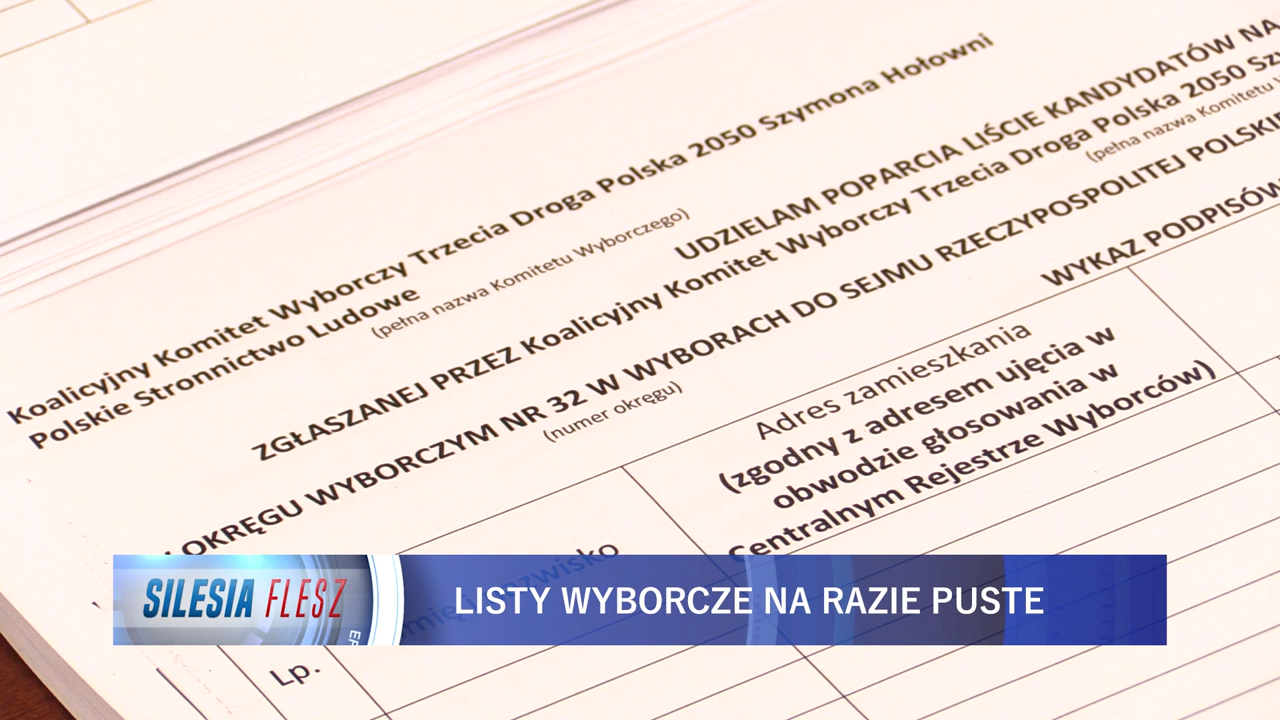 Koalicyjny Komitet Wyborczy Trzecia Droga Polska 2050 Szymona Hołowni
Polskie Stronnictwo Ludowe
(pełna nazwa Komitetu Wyborczego)
UDZIELAM POPARCIA LIŚCIE KANDYDATÓW NA
ZGŁASZANEJ PRZEZ Koalicyjny Komitet Wyborczy Trzecia Droga Polska 2050
(pełna nazwa Komitetu
OKRĘGU WYBORCZYM NR 32 W WYBORACH DO SEJMU RZECZYPOSPOLITEJ
(numer okręgu)
WYKAZ PODPISÓW
Adres zamieszkania
(zgodny z adresem ujęcia w
obwodzie głosowania w
Centralnym Rejestrze Wyborców)
Lp.
SILESIA FLESZ
LISTY WYBORCZE NA RAZIE PUSTE